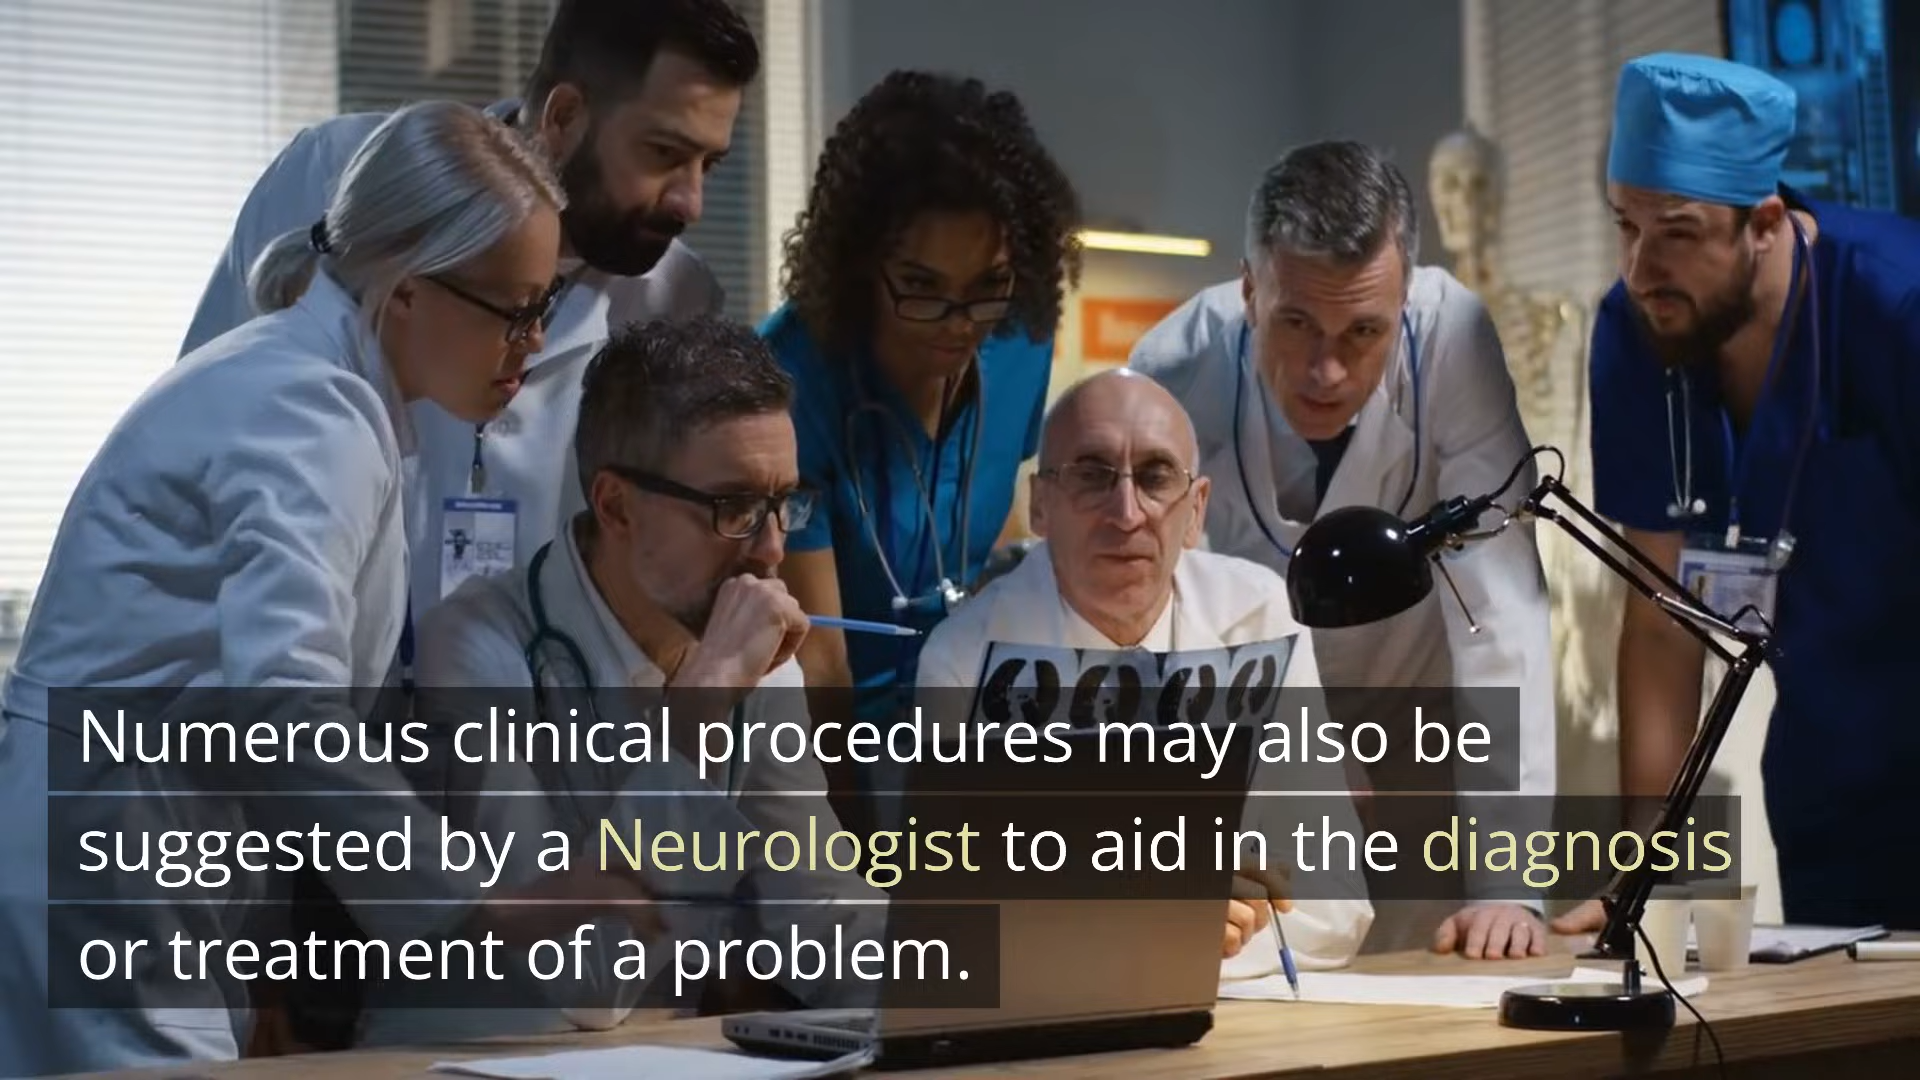 Numerous clinical procedures may also be
suggested by a Neurologist to aid in the diagnosis
or treatment of a problem.